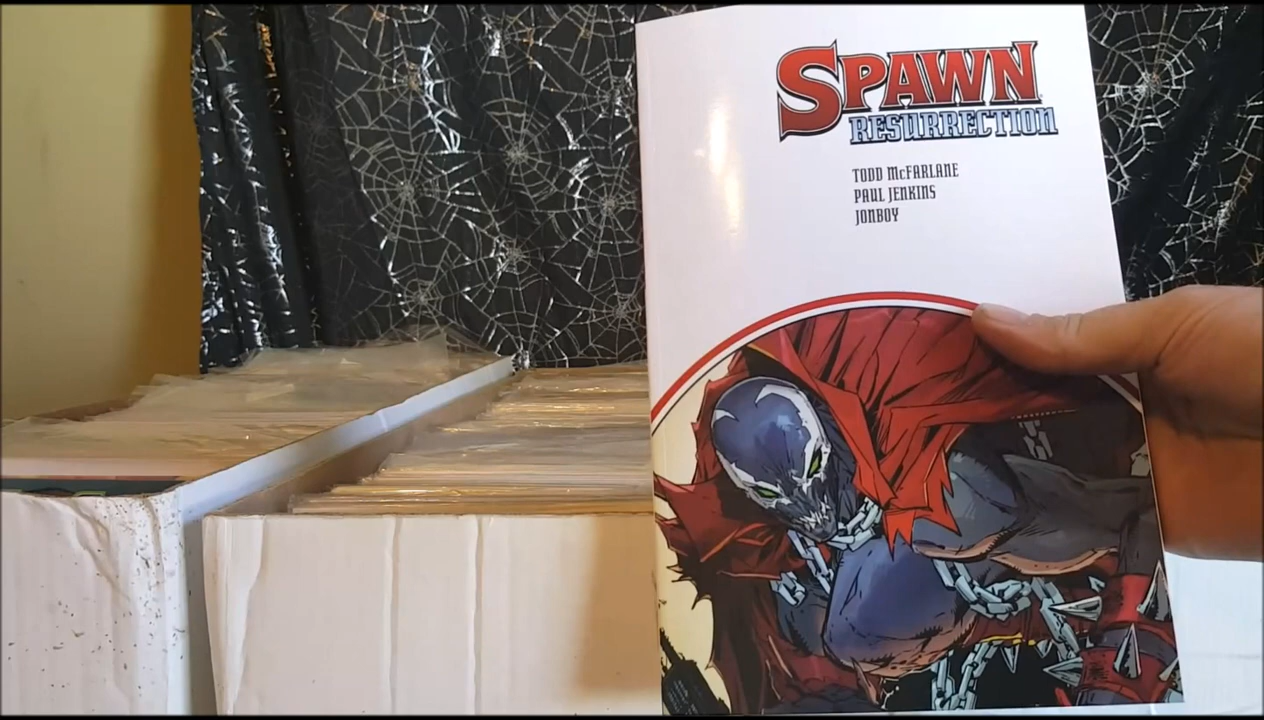 SPAWN
RESURRECTION
TODD McFARLANE
PAUL JENKINS
JONBOY